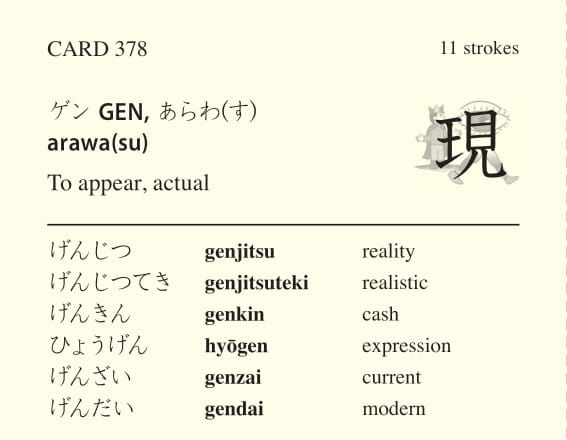 CARD 378 11 strokes
ゲン GEN, あらわ(す)
arawa(su)
現
To appear, actual
げんじつ genjitsu reality
げんじつてき genjitsuteki realistic
げんきん genkin cash
ひょうげん hyōgen expression
げんざい genzai current
げんだい gendai modern